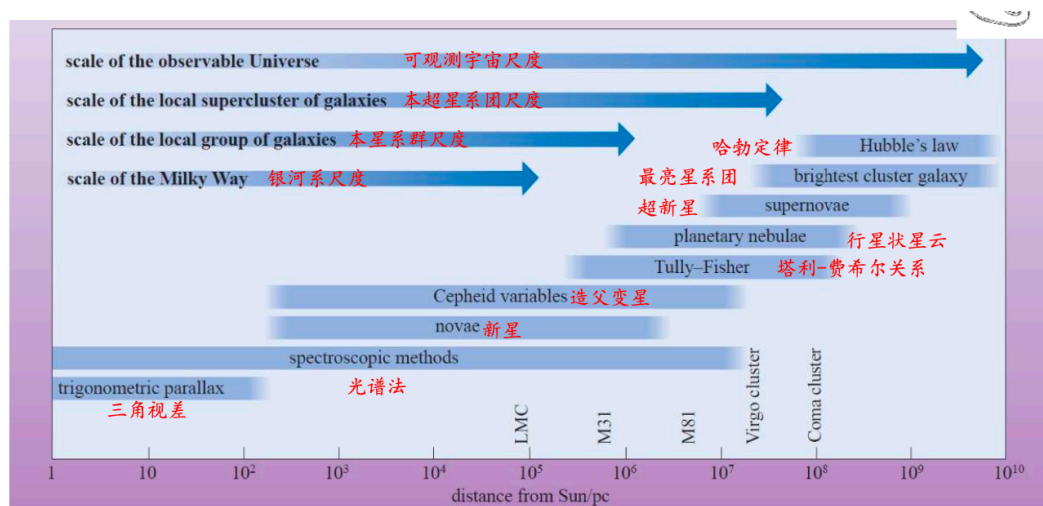 scale of the observable Universe 可观测宇宙尺度
scale of the local supercluster of galaxies 本超星系团尺度
scale of the local group of galaxies 本星系群尺度
哈勃定律 Hubble's law
scale of the Milky Way 银河系尺度
最亮星系团 brightest cluster galaxy
超新星 supernovae
planetary nebulae 行星状星云
Tully–Fisher 塔利-费希尔关系
Cepheid variables 造父变星
novae 新星
spectroscopic methods
trigonometric parallax 光谱法
三角视差
LMC
M31
M81
Virgo cluster
Coma cluster
1 10 10² 10³ 10⁴ 10⁵ 10⁶ 10⁷ 10⁸ 10⁹ 10¹⁰
distance from Sun/pc